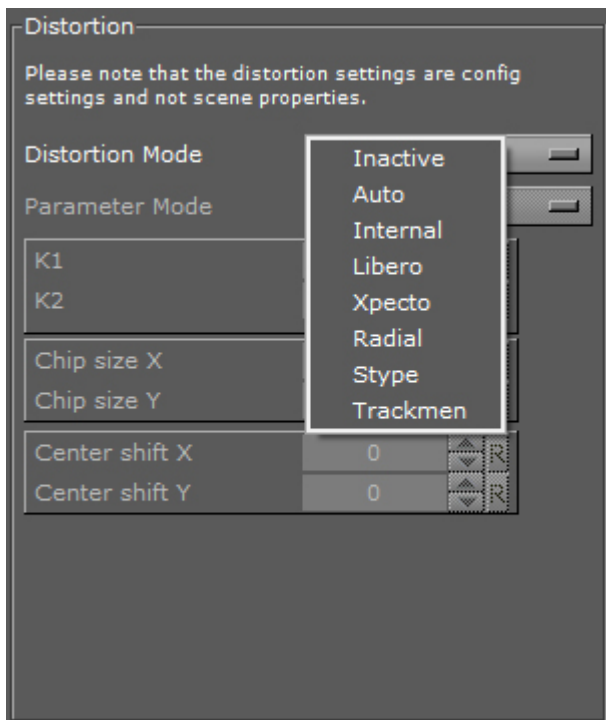 Distortion
Please note that the distortion settings are config
settings and not scene properties.
Distortion Mode
Inactive
Auto
Internal
Libero
Xpecto
Radial
Stype
Trackmen
Parameter Mode
K1
K2
Chip size X
Chip size Y
Center shift X 0 R
Center shift Y 0 R